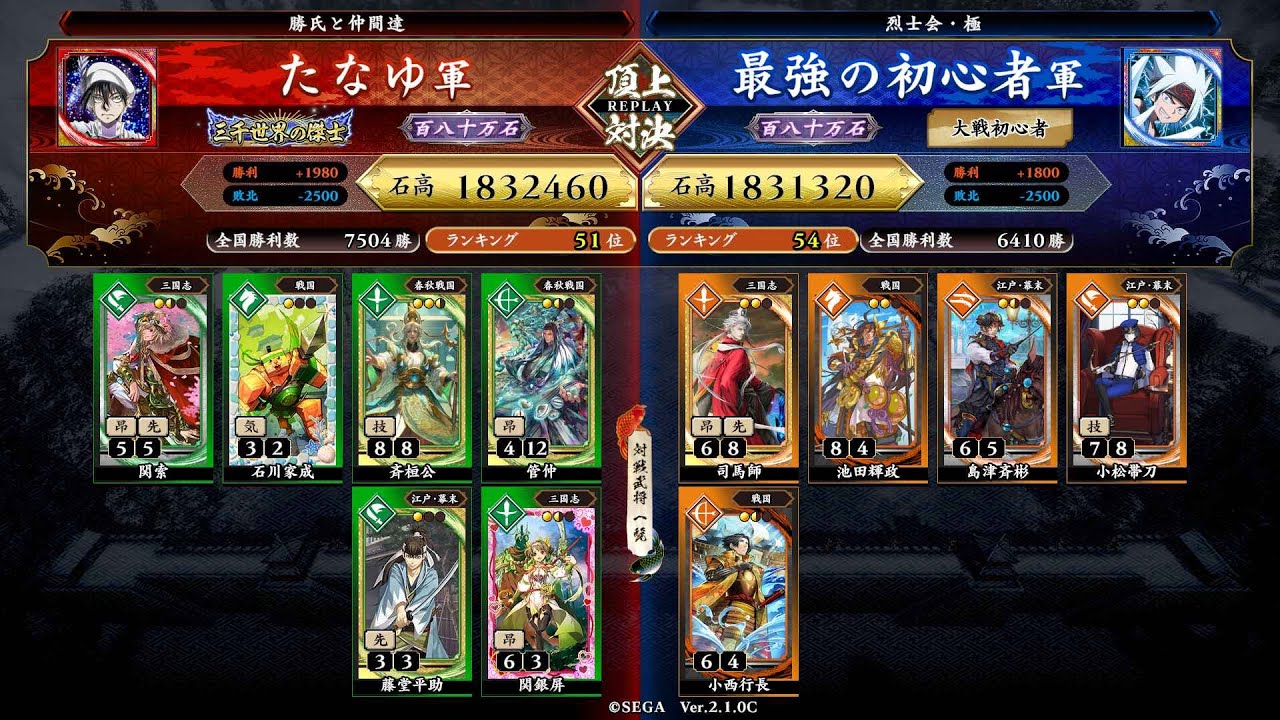 勝氏と仲間達
烈士会・極
たなゆ軍
頂上
REPLAY
対決
最強の初心者軍
三千世界の傑士
百八十万石
百八十万石
大戦初心者
勝利 +1980
敗北 -2500
石高 1832460
石高 1831320
勝利 +1800
敗北 -2500
全国勝利数 7504勝
ランキング 51位
ランキング 54位
全国勝利数 6410勝
三国志
昂 先
5 5
関索
戦国
気
3 2
石川家成
春秋戦国
技
8 8
斉桓公
春秋戦国
昂
4 12
管仲
三国志
昂 先
6 8
司馬師
戦国
8 4
池田輝政
江戸・幕末
6 5
島津斉彬
江戸・幕末
技
7 8
小松帯刀
対戦武将一覧
江戸・幕末
先
3 3
藤堂平助
三国志
昂
6 3
関銀屏
戦国
6 4
小西行長
©SEGA Ver.2.1.0C